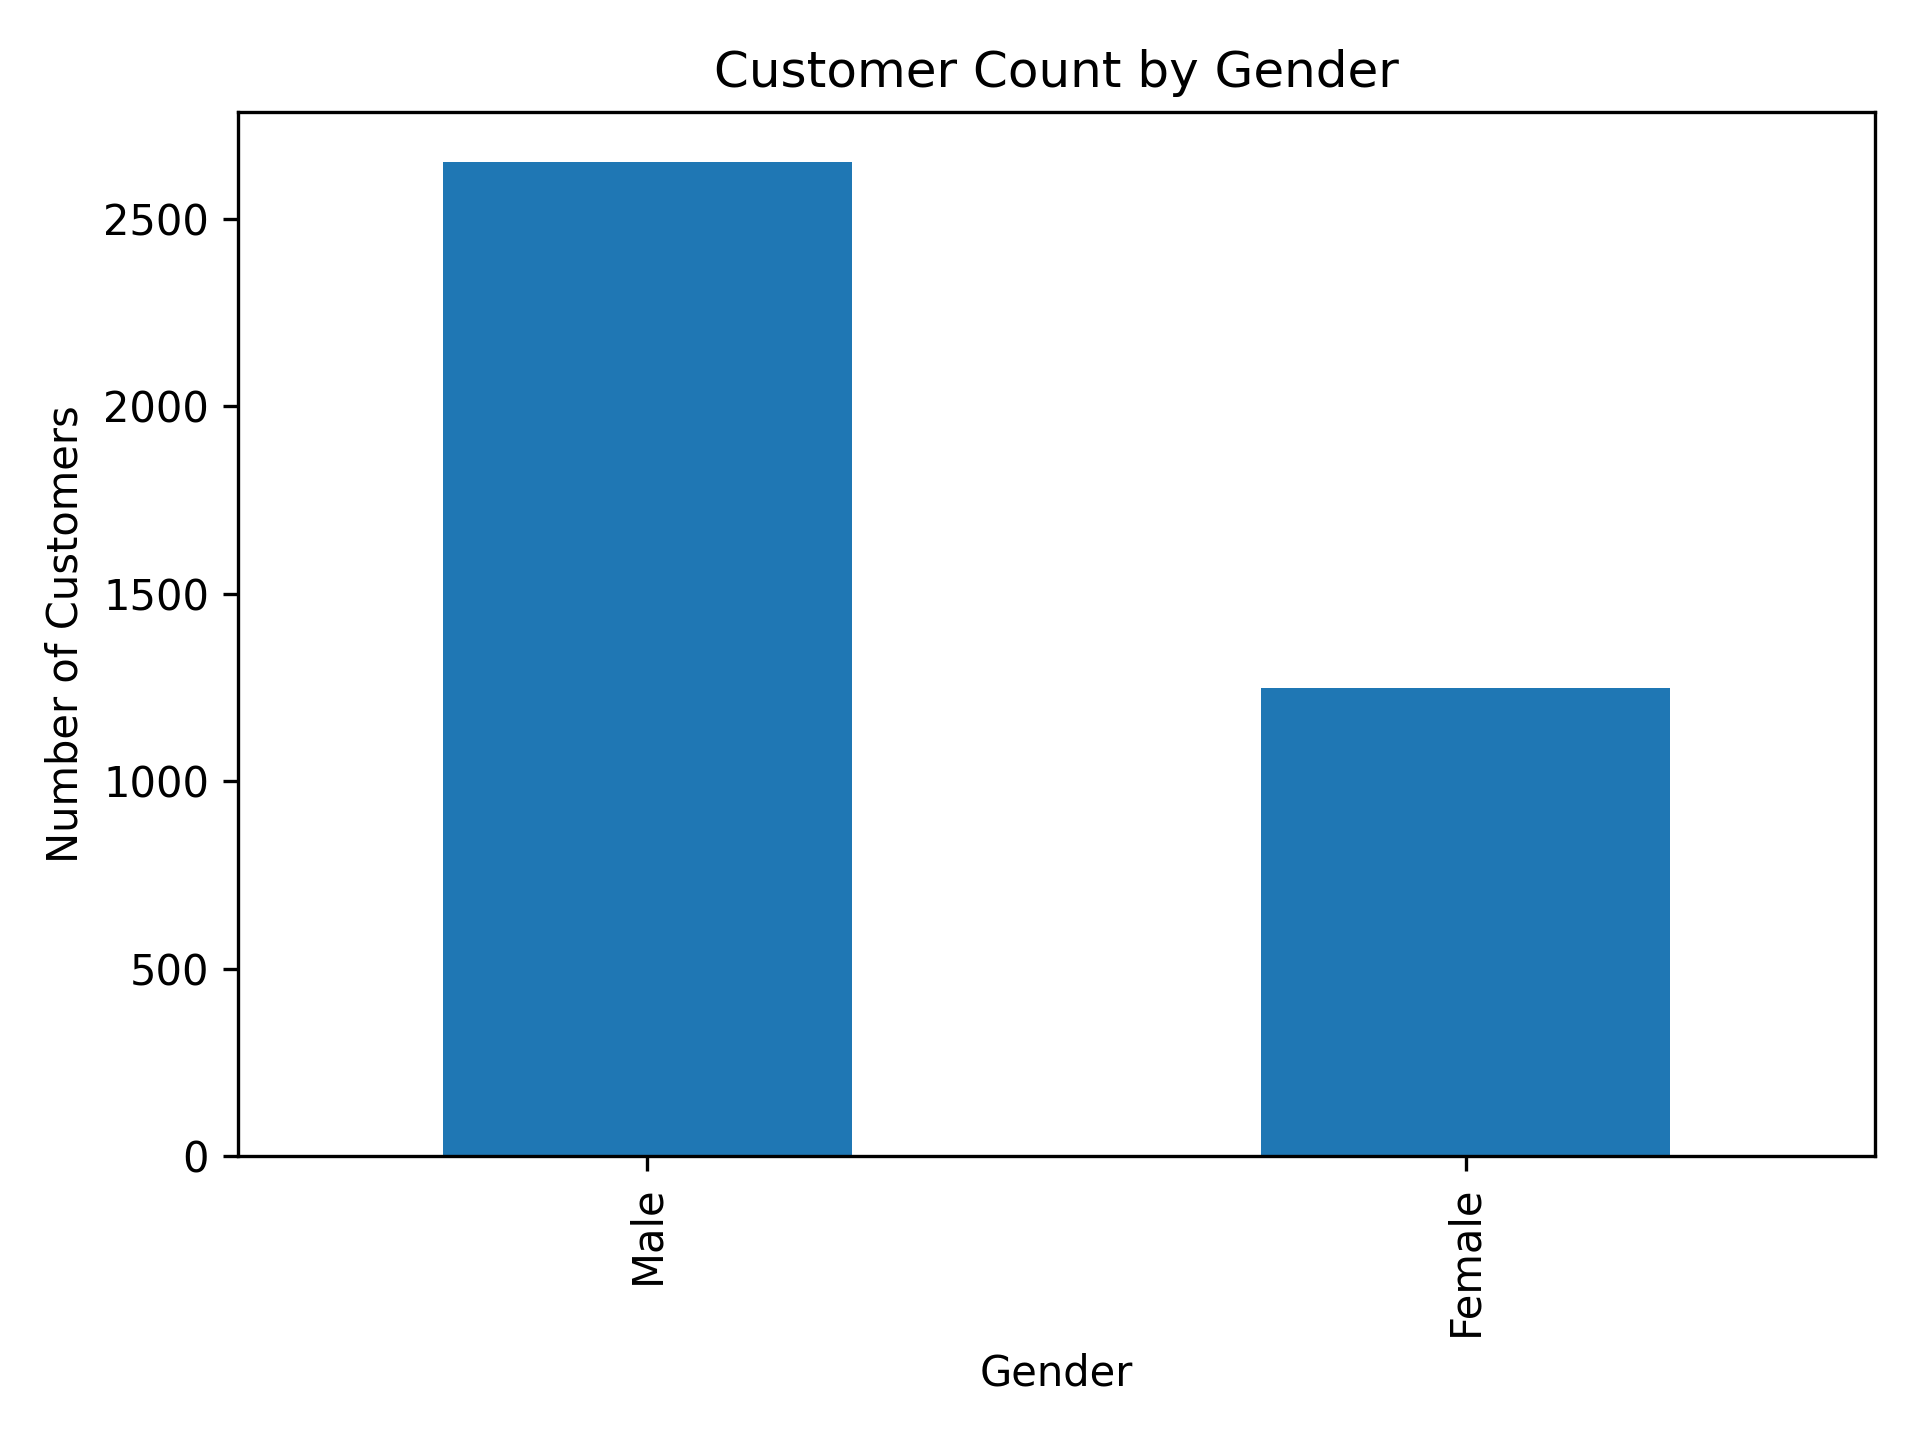 Customer Count by Gender
Number of Customers
2500
2000
1500
1000
500
0
Male
Female
Gender